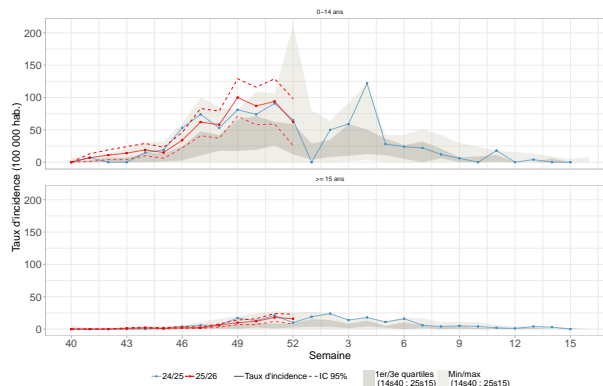 0−14 ans
200
150
100
50
0
>= 15 ans
200
150
100
50
0
Taux d'incidence (100 000 hab.)
40 43 46 49 52 3 6 9 12 15
Semaine
24/25 25/26 Taux d'incidence IC 95% 1er/3e quartiles (14s40 ; 25s15) Min/max (14s40 ; 25s15)